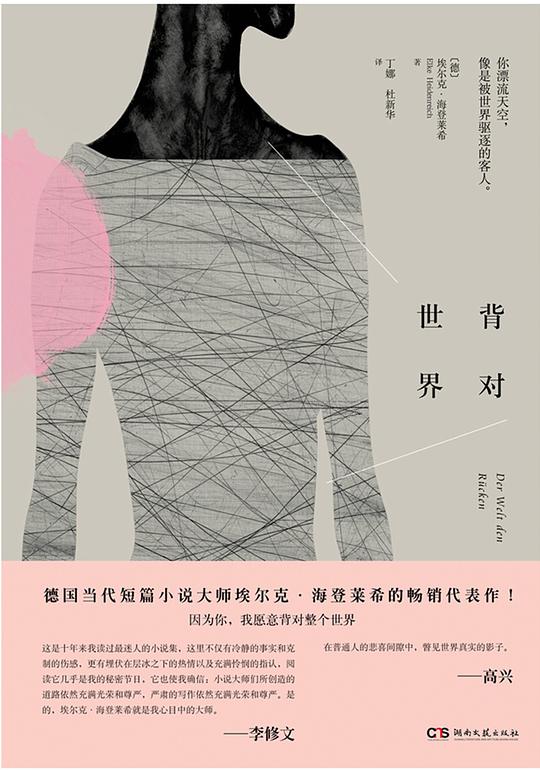 你漂流天空，
像是被世界驱逐的客人。
〔德〕
埃尔克·海登莱希
Elke Heidenreich
著
丁娜 杜新华
译
背对
世界
Der Welt den
Rücken
德国当代短篇小说大师埃尔克·海登莱希的畅销代表作！
因为你，我愿意背对整个世界
这是十年来我读过最迷人的小说集，这里不仅有冷静的事实和克
制的伤感，更有埋伏在层冰之下的热情以及充满怜悯的指认，阅
读它几乎是我的秘密节日，它也使我确信：小说大师们所创造的
道路依然充满光荣和尊严，严肃的写作依然充满光荣和尊严。是
的，埃尔克·海登莱希就是我心目中的大师。
——李修文
在普通人的悲喜间隙中，瞥见世界真实的影子。
——高兴
湖南文艺出版社